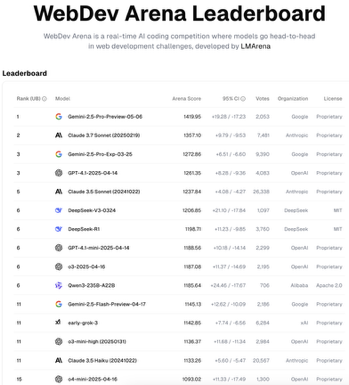 WebDev Arena Leaderboard
WebDev Arena is a real-time AI coding competition where models go head-to-head
in web development challenges, developed by LMArena
Leaderboard
Rank (UB) Model Arena Score 95% CI Votes Organization License
1 Gemini-2.5-Pro-Preview-05-06 1419.95 +19.28 / -17.23 2,053 Google Proprietary
2 Claude 3.7 Sonnet (20250219) 1357.10 +9.79 / -9.53 7,481 Anthropic Proprietary
3 Gemini-2.5-Pro-Exp-03-25 1272.86 +6.51 / -6.60 9,390 Google Proprietary
3 GPT-4.1-2025-04-14 1261.35 +8.29 / -9.36 4,083 OpenAI Proprietary
5 Claude 3.5 Sonnet (20241022) 1237.84 +4.08 / -4.27 26,338 Anthropic Proprietary
6 DeepSeek-V3-0324 1206.85 +21.10 / -17.84 1,097 DeepSeek MIT
6 DeepSeek-R1 1198.71 +11.23 / -9.85 3,760 DeepSeek MIT
6 GPT-4.1-mini-2025-04-14 1188.56 +10.18 / -14.14 2,299 OpenAI Proprietary
6 o3-2025-04-16 1187.08 +11.37 / -14.69 2,195 OpenAI Proprietary
6 Qwen3-235B-A22B 1185.64 +24.46 / -17.67 706 Alibaba Apache 2.0
11 Gemini-2.5-Flash-Preview-04-17 1145.13 +12.62 / -10.09 2,186 Google Proprietary
11 early-grok-3 1142.85 +7.74 / -6.56 6,284 xAI Proprietary
11 o3-mini-high (20250131) 1136.37 +11.66 / -11.34 2,984 OpenAI Proprietary
11 Claude 3.5 Haiku (20241022) 1133.26 +5.60 / -5.47 20,567 Anthropic Proprietary
15 o4-mini-2025-04-16 1093.02 +11.33 / -17.49 1,300 OpenAI Proprietary